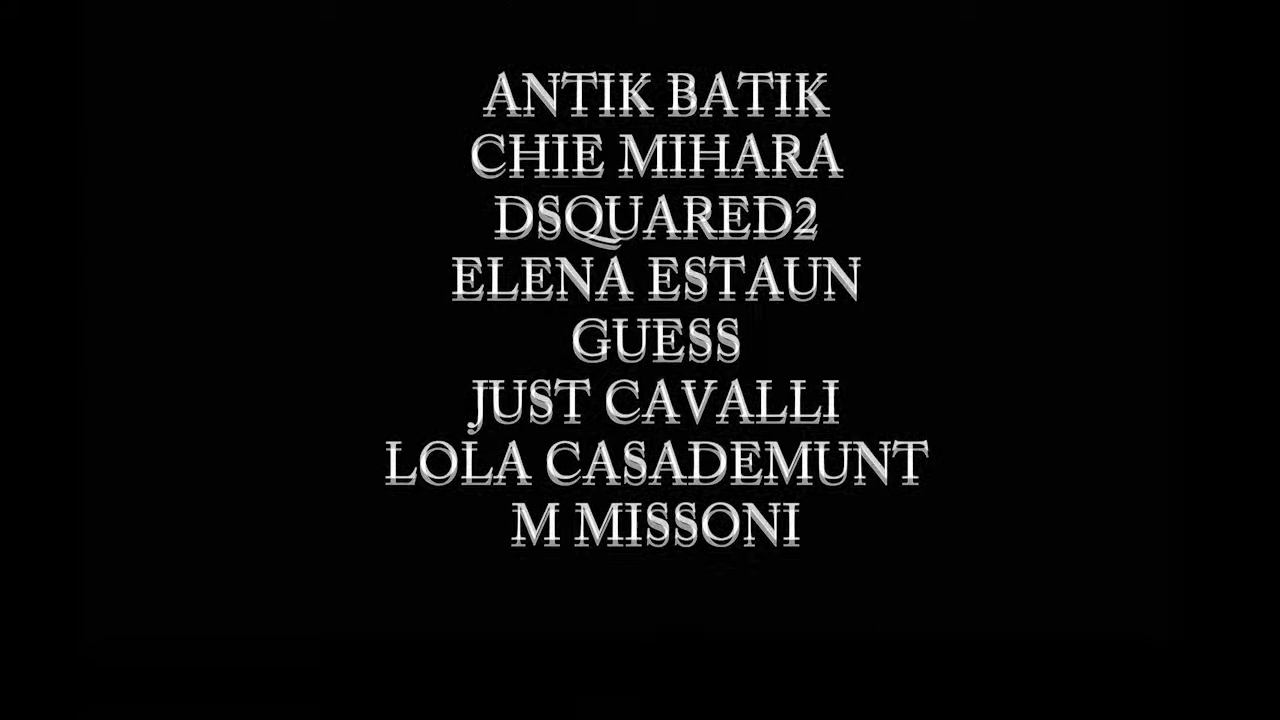 ANTIK BATIK
CHIE MIHARA
DSQUARED2
ELENA ESTAUN
GUESS
JUST CAVALLI
LOLA CASADEMUNT
M MISSONI